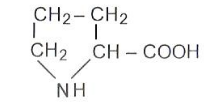 CH₂ – CH₂
CH₂ CH – COOH
NH